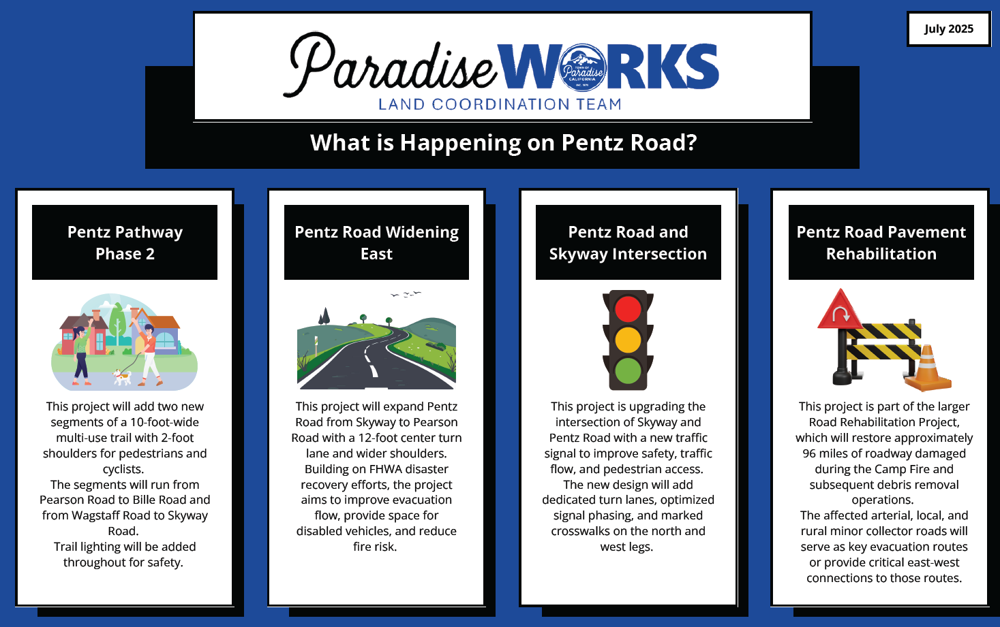 July 2025
Paradise WORKS
TOWN OF
Paradise
CALIFORNIA
INC. 1979
LAND COORDINATION TEAM
What is Happening on Pentz Road?
Pentz Pathway
Phase 2
This project will add two new
segments of a 10-foot-wide
multi-use trail with 2-foot
shoulders for pedestrians and
cyclists.
The segments will run from
Pearson Road to Bille Road and
from Wagstaff Road to Skyway
Road.
Trail lighting will be added
throughout for safety.
Pentz Road Widening
East
This project will expand Pentz
Road from Skyway to Pearson
Road with a 12-foot center turn
lane and wider shoulders.
Building on FHWA disaster
recovery efforts, the project
aims to improve evacuation
flow, provide space for
disabled vehicles, and reduce
fire risk.
Pentz Road and
Skyway Intersection
This project is upgrading the
intersection of Skyway and
Pentz Road with a new traffic
signal to improve safety, traffic
flow, and pedestrian access.
The new design will add
dedicated turn lanes, optimized
signal phasing, and marked
crosswalks on the north and
west legs.
Pentz Road Pavement
Rehabilitation
This project is part of the larger
Road Rehabilitation Project,
which will restore approximately
96 miles of roadway damaged
during the Camp Fire and
subsequent debris removal
operations.
The affected arterial, local, and
rural minor collector roads will
serve as key evacuation routes
or provide critical east-west
connections to those routes.